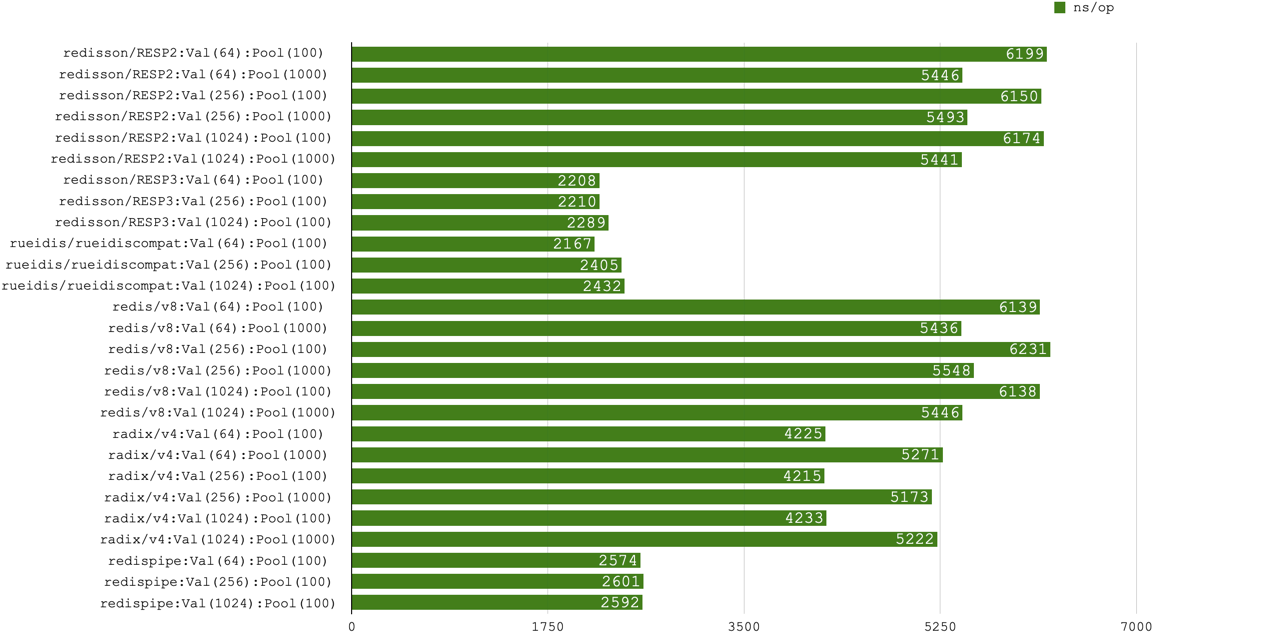 ns/op
redisson/RESP2:Val(64):Pool(100) 6199
redisson/RESP2:Val(64):Pool(1000) 5446
redisson/RESP2:Val(256):Pool(100) 6150
redisson/RESP2:Val(256):Pool(1000) 5493
redisson/RESP2:Val(1024):Pool(100) 6174
redisson/RESP2:Val(1024):Pool(1000) 5441
redisson/RESP3:Val(64):Pool(100) 2208
redisson/RESP3:Val(256):Pool(100) 2210
redisson/RESP3:Val(1024):Pool(100) 2289
rueidis/rueidiscompat:Val(64):Pool(100) 2167
rueidis/rueidiscompat:Val(256):Pool(100) 2405
rueidis/rueidiscompat:Val(1024):Pool(100) 2432
redis/v8:Val(64):Pool(100) 6139
redis/v8:Val(64):Pool(1000) 5436
redis/v8:Val(256):Pool(100) 6231
redis/v8:Val(256):Pool(1000) 5548
redis/v8:Val(1024):Pool(100) 6138
redis/v8:Val(1024):Pool(1000) 5446
radix/v4:Val(64):Pool(100) 4225
radix/v4:Val(64):Pool(1000) 5271
radix/v4:Val(256):Pool(100) 4215
radix/v4:Val(256):Pool(1000) 5173
radix/v4:Val(1024):Pool(100) 4233
radix/v4:Val(1024):Pool(1000) 5222
redispipe:Val(64):Pool(100) 2574
redispipe:Val(256):Pool(100) 2601
redispipe:Val(1024):Pool(100) 2592
0 1750 3500 5250 7000